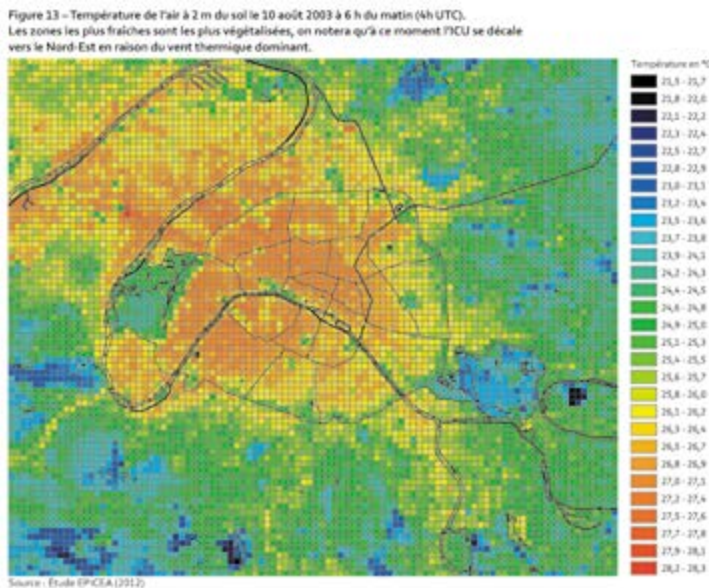 Figure 13 – Température de l'air à 2 m du sol le 10 août 2003 à 6 h du matin (4h UTC).
Les zones les plus fraîches sont les plus végétalisées, on notera qu'à ce moment l'ICU se décale
vers le Nord-Est en raison du vent thermique dominant.
Température en °C
21,5 - 21,7
21,8 - 22,0
22,1 - 22,2
22,3 - 22,4
22,5 - 22,7
22,8 - 22,9
23,0 - 23,1
23,2 - 23,4
23,5 - 23,6
23,7 - 23,8
23,9 - 24,1
24,2 - 24,3
24,4 - 24,5
24,6 - 24,8
24,9 - 25,0
25,1 - 25,3
25,4 - 25,5
25,6 - 25,7
25,8 - 26,0
26,1 - 26,2
26,3 - 26,4
26,5 - 26,7
26,8 - 26,9
27,0 - 27,1
27,2 - 27,4
27,5 - 27,6
27,7 - 27,8
27,9 - 28,1
28,2 - 28,3
Source : Étude EPICEA (2012)